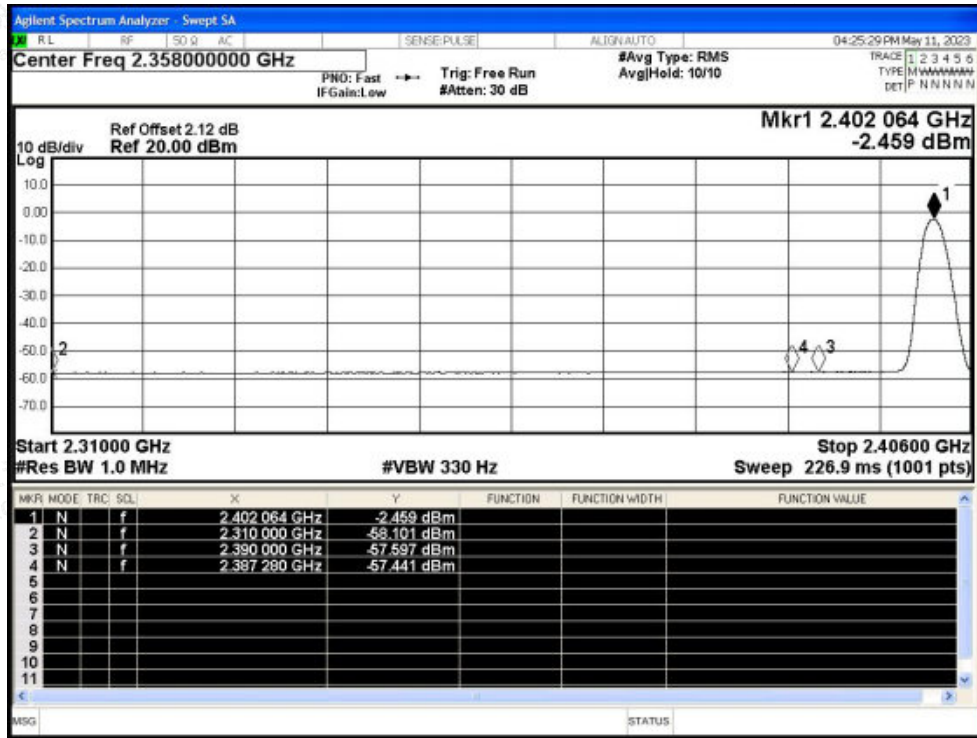 Agilent Spectrum Analyzer - Swept SA
RL RF 50 Ω AC SENSE:PULSE ALIGNAUTO 04:25:29 PM May 11, 2023
Center Freq 2.358000000 GHz #Avg Type: RMS TRACE 1 2 3 4 5 6
PNO: Fast Trig: Free Run Avg|Hold: 10/10 TYPE M WWWWW
IFGain:Low #Atten: 30 dB DET P N N N N N
Mkr1 2.402 064 GHz
Ref Offset 2.12 dB -2.459 dBm
10 dB/div Ref 20.00 dBm
Log
10.0
1
0.00
-10.0
-20.0
-30.0
-40.0
-50.0 2 4 3
-60.0
-70.0
Start 2.31000 GHz Stop 2.40600 GHz
#Res BW 1.0 MHz #VBW 330 Hz Sweep 226.9 ms (1001 pts)
MKR MODE TRC SCL X Y FUNCTION FUNCTION WIDTH FUNCTION VALUE
1 N f 2.402 064 GHz -2.459 dBm
2 N f 2.310 000 GHz -58.101 dBm
3 N f 2.390 000 GHz -57.597 dBm
4 N f 2.387 280 GHz -57.441 dBm
5
6
7
8
9
10
11
MSG STATUS